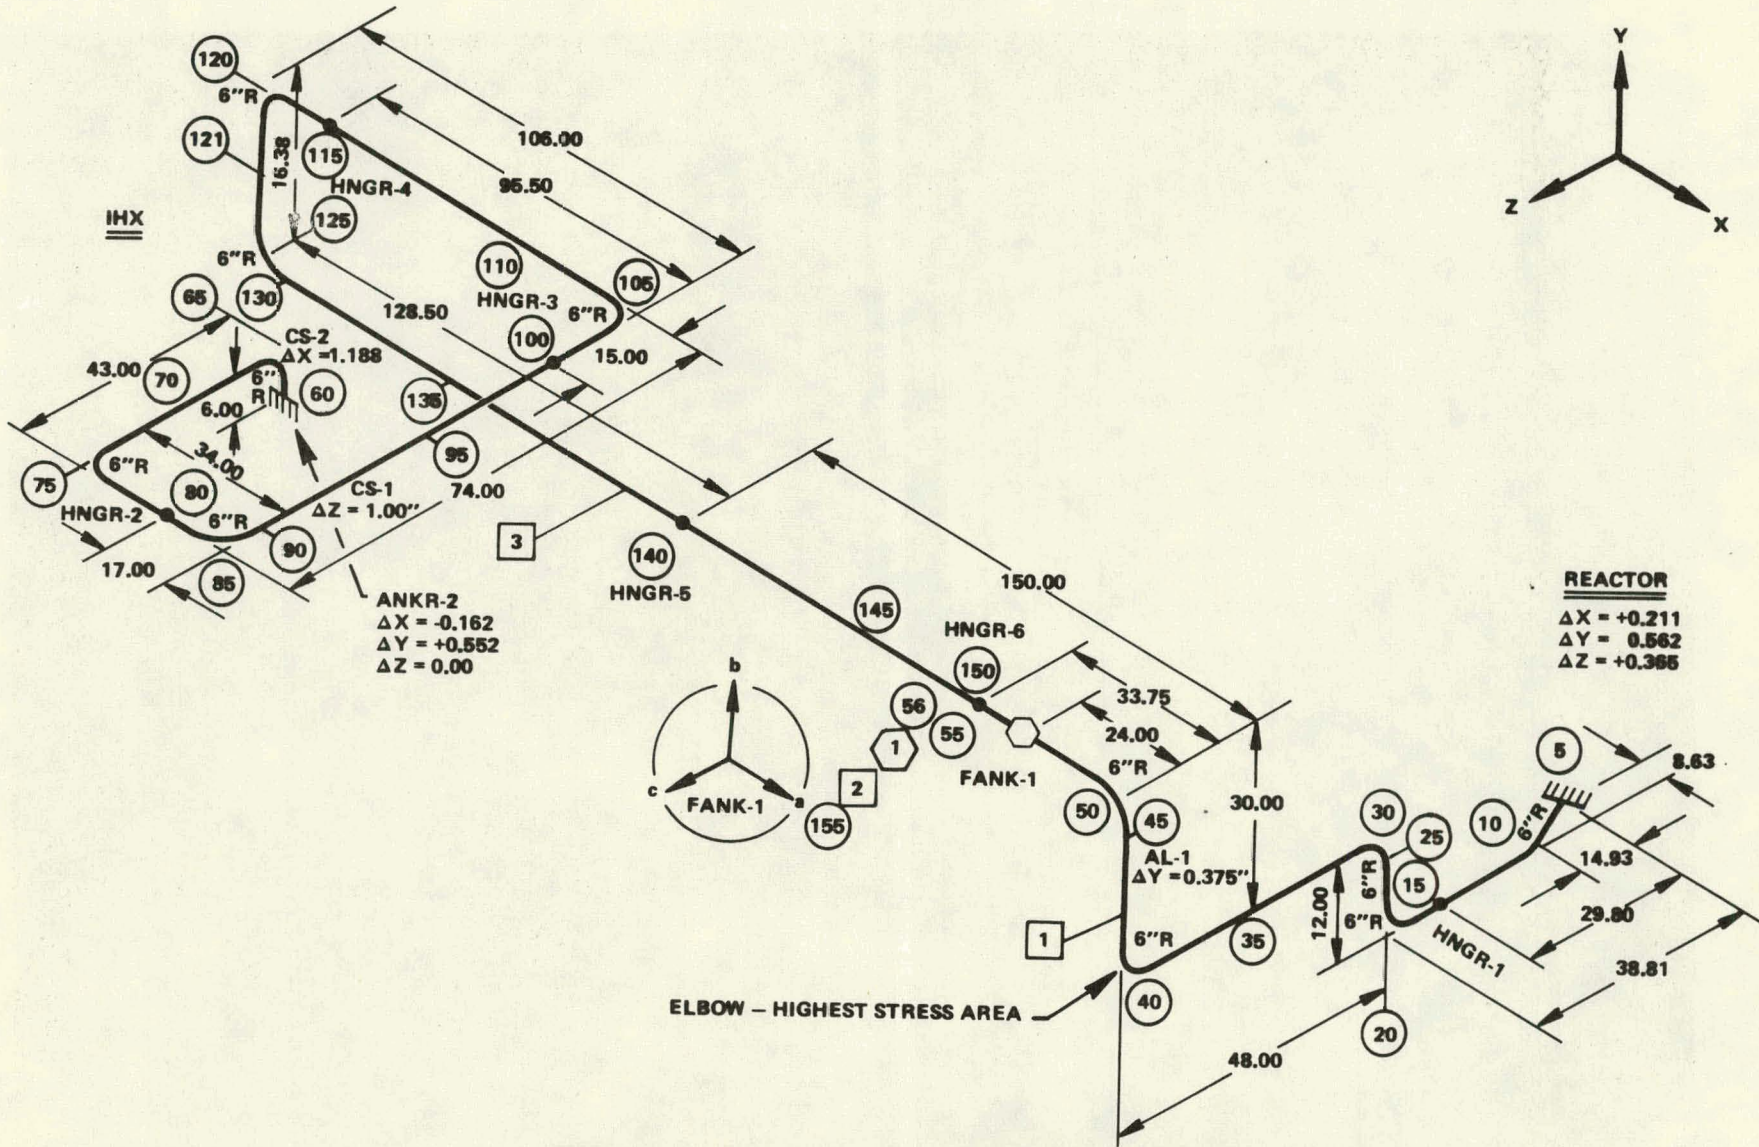 120
6"R
121
16.38
115
HNGR-4
125
106.00
95.50
IHX
6"R
65
130
110
HNGR-3
100
105
6"R
15.00
128.50
CS-2
ΔX =1.188
43.00
70
6"
R
60
6.00
135
34.00
75
6"R
80
HNGR-2
6"R
95
CS-1
ΔZ = 1.00"
74.00
90
17.00
85
ANKR-2
ΔX = -0.162
ΔY = +0.552
ΔZ = 0.00
3
140
HNGR-5
145
150.00
HNGR-6
150
56
55
1
2
155
FANK-1
33.75
24.00
6"R
b
c
a
FANK-1
50
45
AL-1
ΔY =0.375"
30.00
1
6"R
35
12.00
30
25
6"R
15
6"R
10
6"R
5
8.63
14.93
29.80
38.81
HNGR-1
40
20
48.00
ELBOW – HIGHEST STRESS AREA
REACTOR
ΔX = +0.211
ΔY = 0.562
ΔZ = +0.365
Y
Z
X